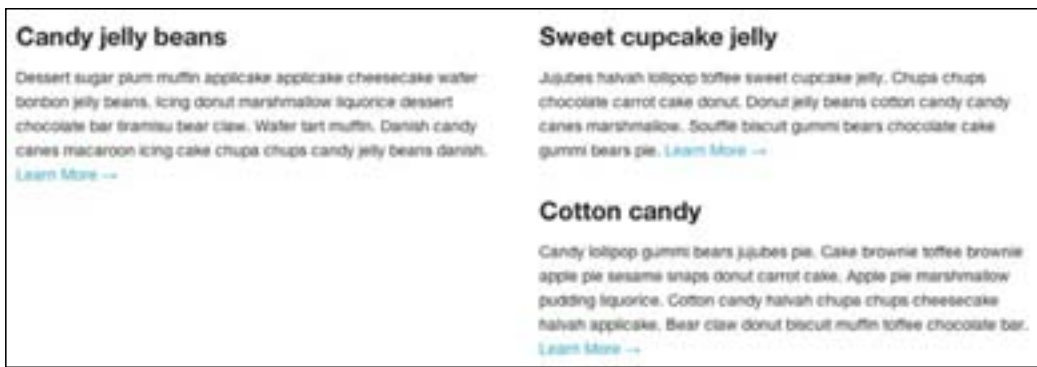 Candy jelly beans
Dessert sugar plum muffin applicake applicake cheesecake wafer
bonbon jelly beans. Icing donut marshmallow liquorice dessert
chocolate bar tiramisu bear claw. Wafer tart muffin. Danish candy
canes macaroon icing cake chupa chups candy jelly beans danish.
Learn More →
Sweet cupcake jelly
Jujubes halvah lollipop toffee sweet cupcake jelly. Chupa chups
chocolate carrot cake donut. Donut jelly beans cotton candy candy
canes marshmallow. Soufflé biscuit gummi bears chocolate cake
gummi bears pie. Learn More →
Cotton candy
Candy lollipop gummi bears jujubes pie. Cake brownie toffee brownie
apple pie sesame snaps donut carrot cake. Apple pie marshmallow
pudding liquorice. Cotton candy halvah chupa chups cheesecake
halvah applicake. Bear claw donut biscuit muffin toffee chocolate bar.
Learn More →